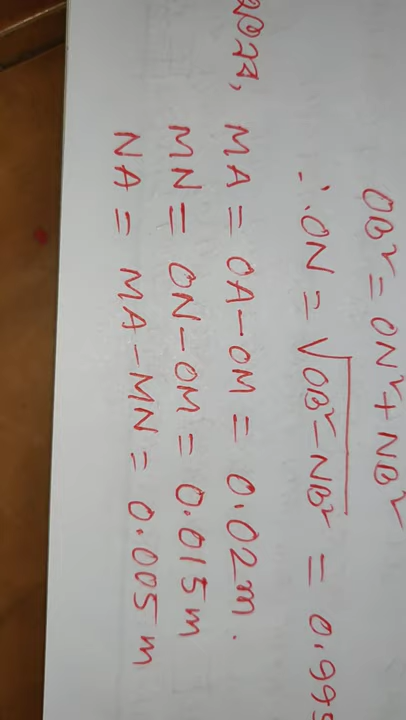 OB² = ON² + NB²
∴ ON = √OB² - NB² = 0.995
MA = OA - OM = 0.02 m.
MN = ON - OM = 0.015 m
NA = MA - MN = 0.005 m